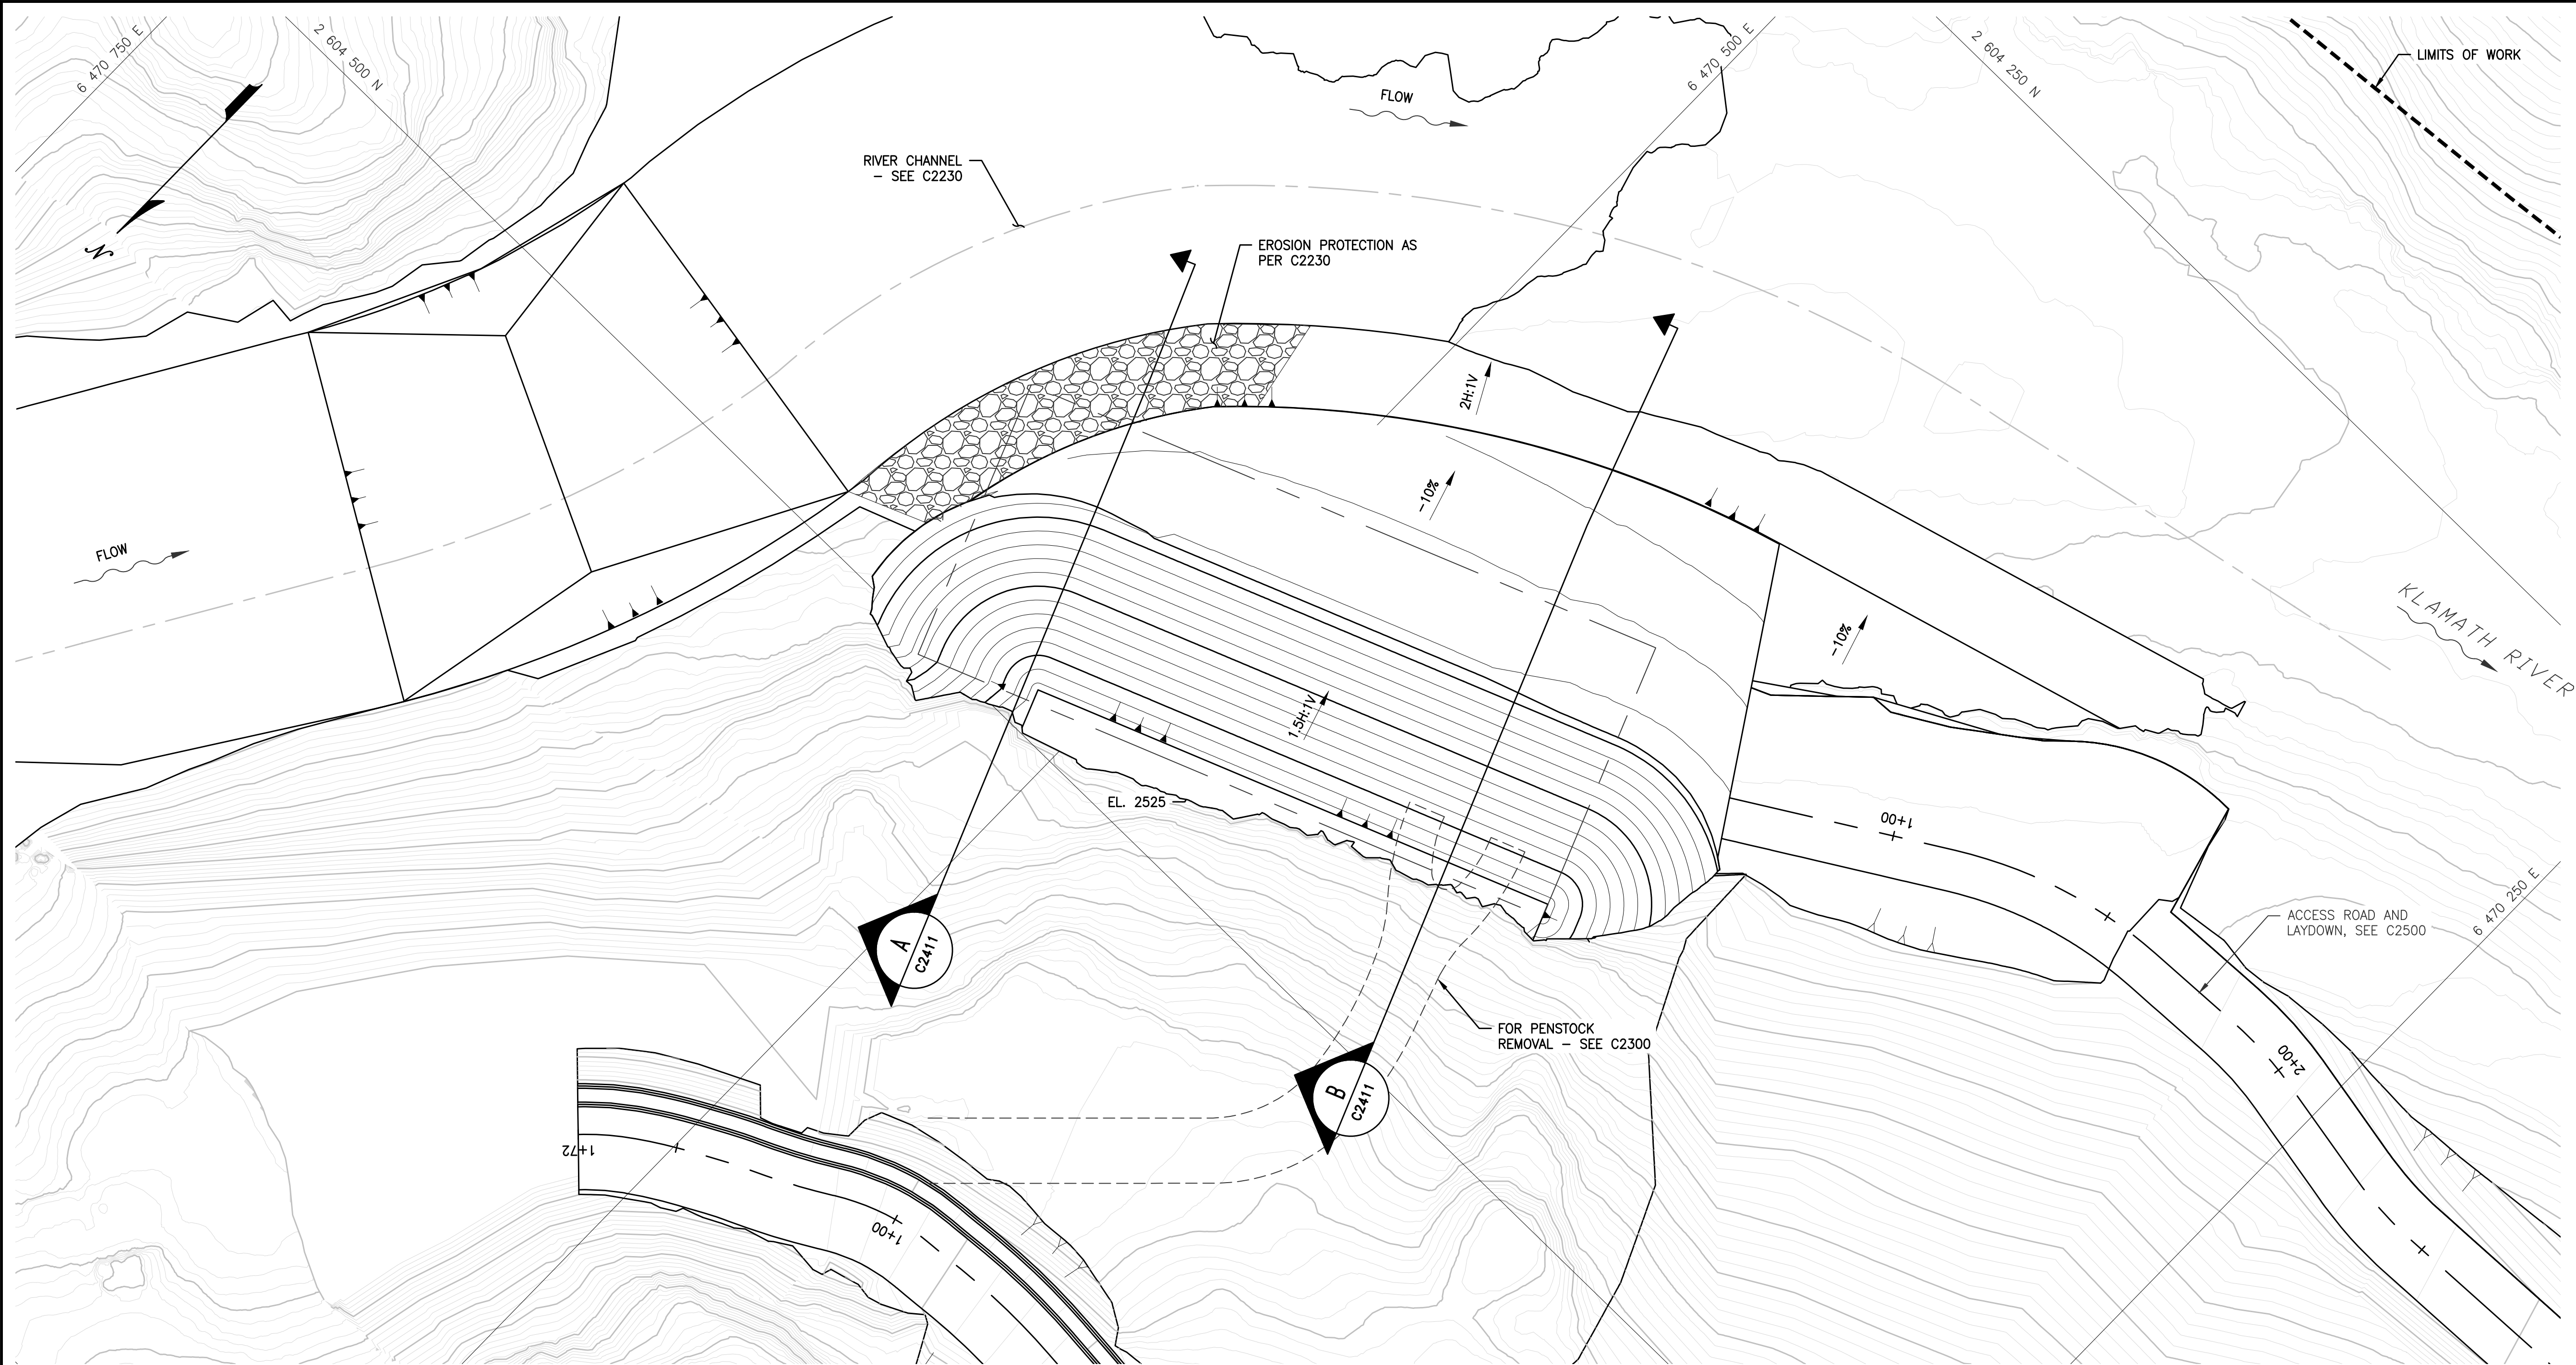 6 470 750 E
2 604 500 N
6 470 500 E
2 604 250 N
LIMITS OF WORK
FLOW
RIVER CHANNEL
– SEE C2230
N
EROSION PROTECTION AS
PER C2230
2H:1V
-10%
FLOW
KLAMATH RIVER
-10%
1.5H:1V
EL. 2525
1+00
6 470 250 E
ACCESS ROAD AND
LAYDOWN, SEE C2500
A
C2411
FOR PENSTOCK
REMOVAL – SEE C2300
B
C2411
2+00
1+72
1+00